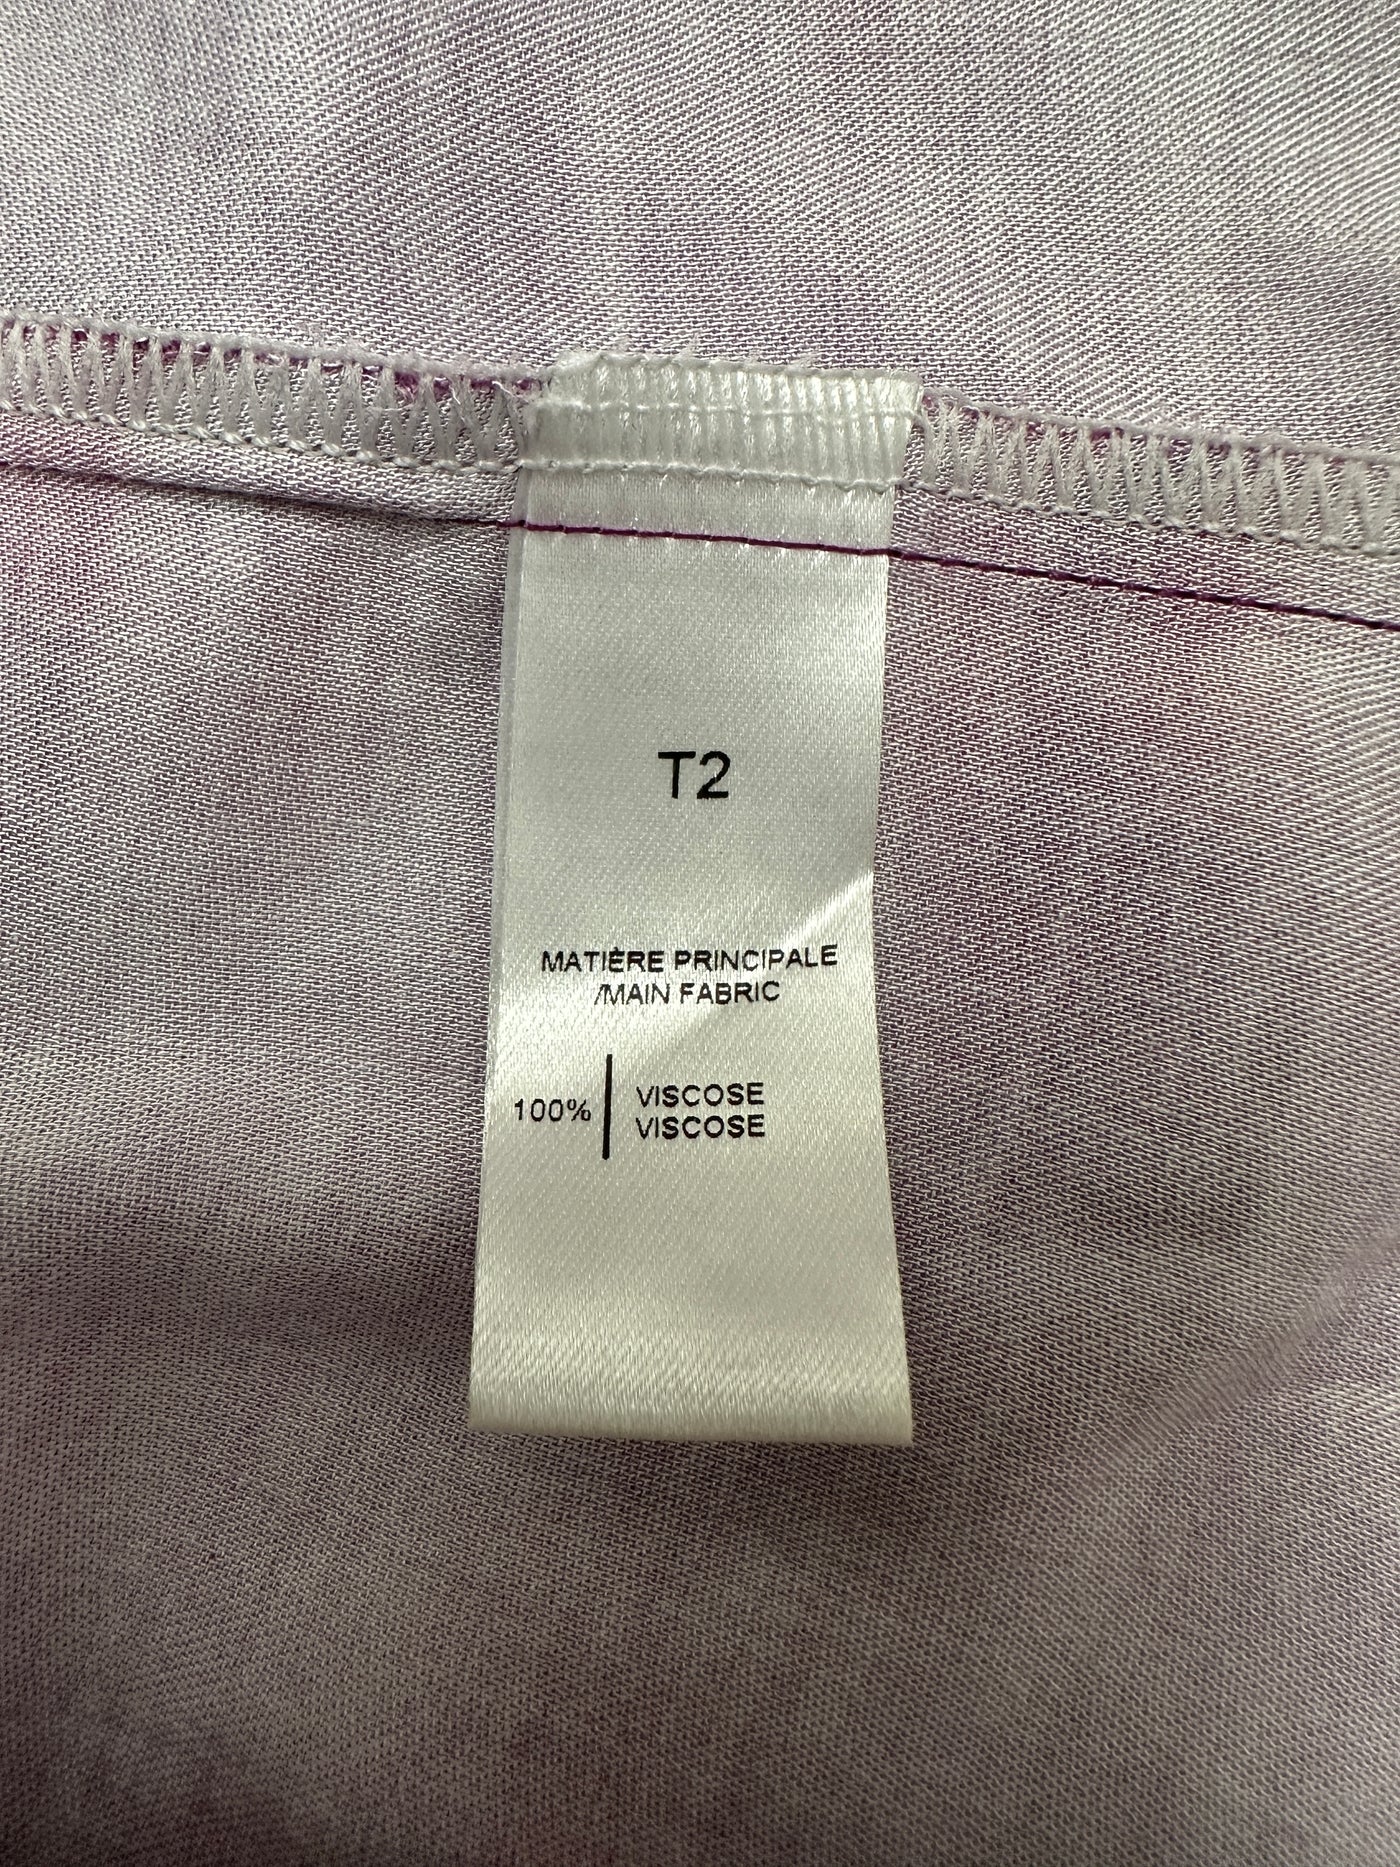 T2
MATIÈRE PRINCIPALE
/MAIN FABRIC
100% VISCOSE
VISCOSE